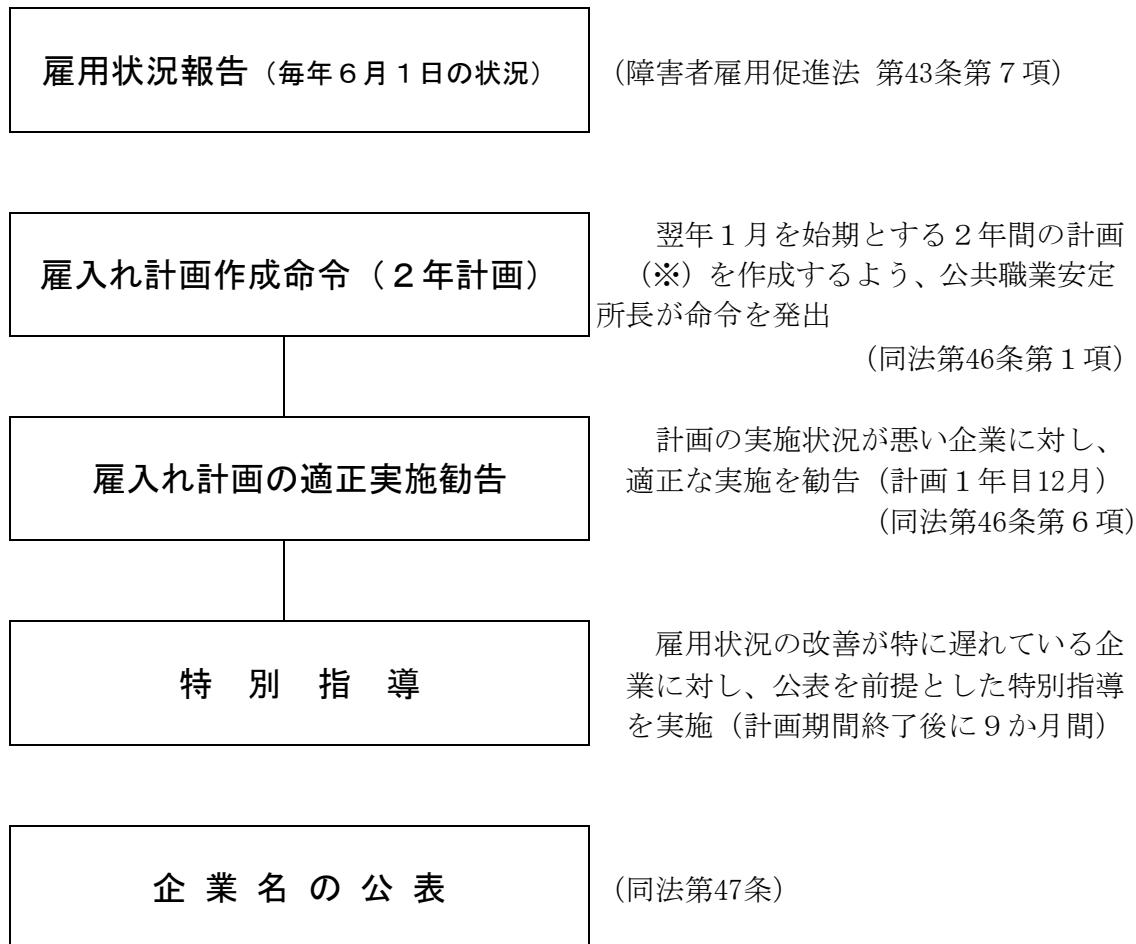 雇用状況報告（毎年６月１日の状況）
（障害者雇用促進法 第43条第７項）
雇入れ計画作成命令（２年計画）
翌年１月を始期とする２年間の計画
（※）を作成するよう、公共職業安定
所長が命令を発出
（同法第46条第１項）
雇入れ計画の適正実施勧告
計画の実施状況が悪い企業に対し、
適正な実施を勧告（計画１年目12月）
（同法第46条第６項）
特 別 指 導
雇用状況の改善が特に遅れている企
業に対し、公表を前提とした特別指導
を実施（計画期間終了後に９か月間）
企 業 名 の 公 表
（同法第47条）